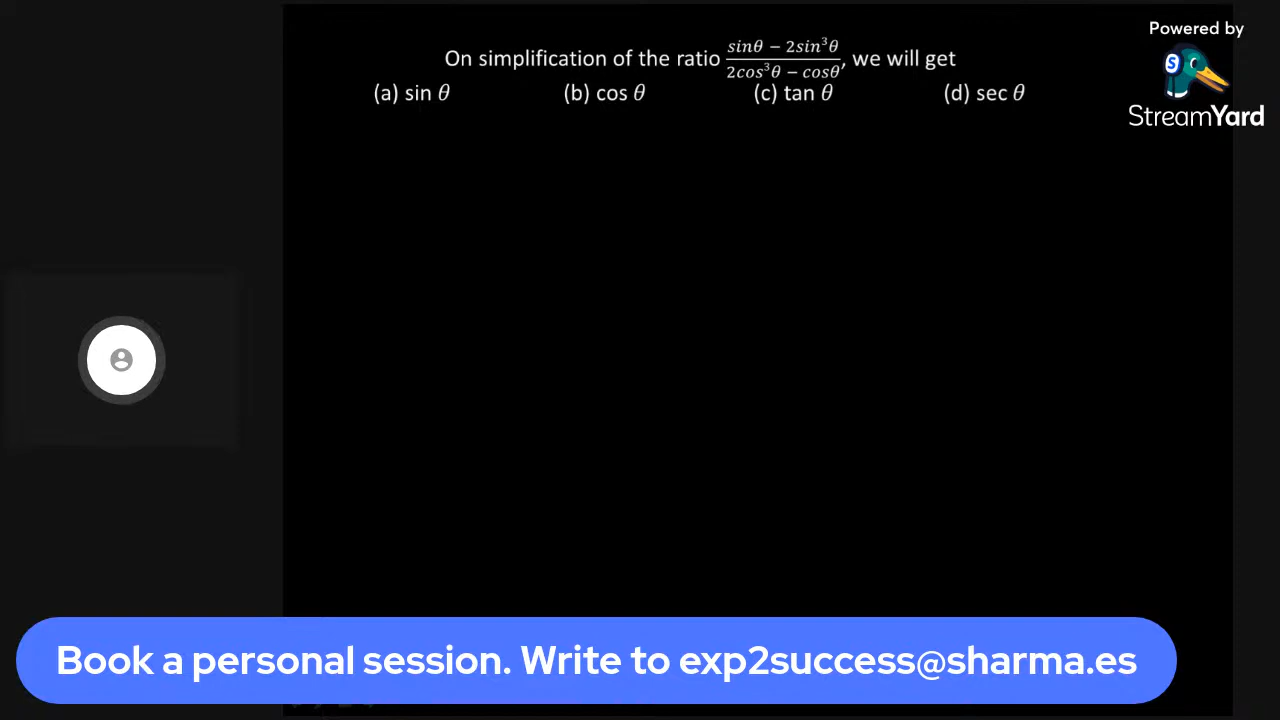 Powered by
StreamYard
On simplification of the ratio \frac{sinθ − 2sin³θ}{2cos³θ − cosθ}, we will get
(a) sin θ (b) cos θ (c) tan θ (d) sec θ
Book a personal session. Write to exp2success@sharma.es